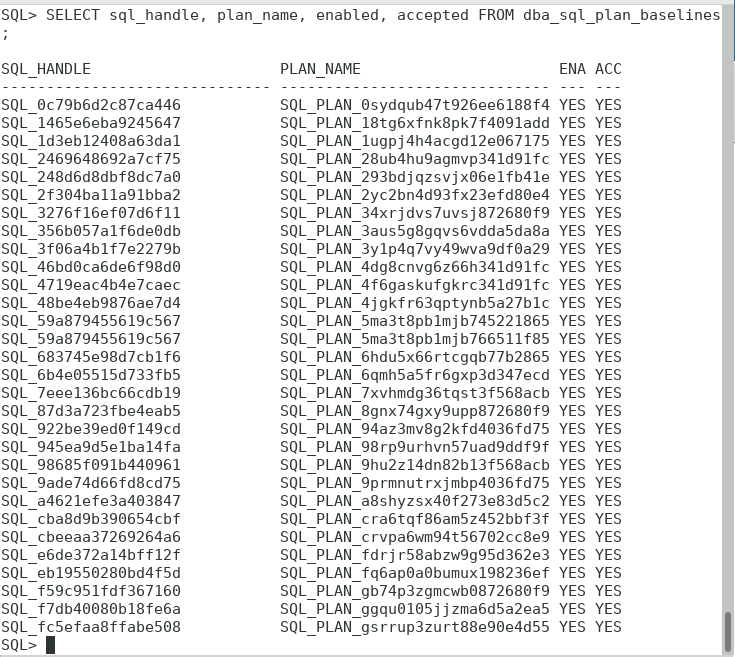 SQL> SELECT sql_handle, plan_name, enabled, accepted FROM dba_sql_plan_baselines
;
SQL_HANDLE                     PLAN_NAME                      ENA ACC
------------------------------ ------------------------------ --- ---
SQL_0c79b6d2c87ca446           SQL_PLAN_0sydqub47t926ee6188f4 YES YES
SQL_1465e6eba9245647           SQL_PLAN_18tg6xfnk8pk7f4091add YES YES
SQL_1d3eb12408a63da1           SQL_PLAN_1ugpj4h4acgd12e067175 YES YES
SQL_2469648692a7cf75           SQL_PLAN_28ub4hu9agmvp341d91fc YES YES
SQL_248d6d8dbf8dc7a0           SQL_PLAN_293bdjqzsvjx06e1fb41e YES YES
SQL_2f304ba11a91bba2           SQL_PLAN_2yc2bn4d93fx23efd80e4 YES YES
SQL_3276f16ef07d6f11           SQL_PLAN_34xrjdvs7uvsj872680f9 YES YES
SQL_356b057a1f6de0db           SQL_PLAN_3aus5g8gqvs6vdda5da8a YES YES
SQL_3f06a4b1f7e2279b           SQL_PLAN_3y1p4q7vy49wva9df0a29 YES YES
SQL_46bd0ca6de6f98d0           SQL_PLAN_4dg8cnvg6z66h341d91fc YES YES
SQL_4719eac4b4e7caec           SQL_PLAN_4f6gaskufgkrc341d91fc YES YES
SQL_48be4eb9876ae7d4           SQL_PLAN_4jgkfr63qptynb5a27b1c YES YES
SQL_59a879455619c567           SQL_PLAN_5ma3t8pb1mjb745221865 YES YES
SQL_59a879455619c567           SQL_PLAN_5ma3t8pb1mjb766511f85 YES YES
SQL_683745e98d7cb1f6           SQL_PLAN_6hdu5x66rtcgqb77b2865 YES YES
SQL_6b4e05515d733fb5           SQL_PLAN_6qmh5a5fr6gxp3d347ecd YES YES
SQL_7eee136bc66cdb19           SQL_PLAN_7xvhmdg36tqst3f568acb YES YES
SQL_87d3a723fbe4eab5           SQL_PLAN_8gnx74gxy9upp872680f9 YES YES
SQL_922be39ed0f149cd           SQL_PLAN_94az3mv8g2kfd4036fd75 YES YES
SQL_945ea9d5e1ba14fa           SQL_PLAN_98rp9urhvn57uad9ddf9f YES YES
SQL_98685f091b440961           SQL_PLAN_9hu2z14dn82b13f568acb YES YES
SQL_9ade74d66fd8cd75           SQL_PLAN_9prmnutrxjmbp4036fd75 YES YES
SQL_a4621efe3a403847           SQL_PLAN_a8shyzsx40f273e83d5c2 YES YES
SQL_cba8d9b390654cbf           SQL_PLAN_cra6tqf86am5z452bbf3f YES YES
SQL_cbeeaa37269264a6           SQL_PLAN_crvpa6wm94t56702cc8e9 YES YES
SQL_e6de372a14bff12f           SQL_PLAN_fdrjr58abzw9g95d362e3 YES YES
SQL_eb19550280bd4f5d           SQL_PLAN_fq6ap0a0bumux198236ef YES YES
SQL_f59c951fdf367160           SQL_PLAN_gb74p3zgmcwb0872680f9 YES YES
SQL_f7db40080b18fe6a           SQL_PLAN_ggqu0105jjzma6d5a2ea5 YES YES
SQL_fc5efaa8ffabe508           SQL_PLAN_gsrrup3zurt88e90e4d55 YES YES
SQL>